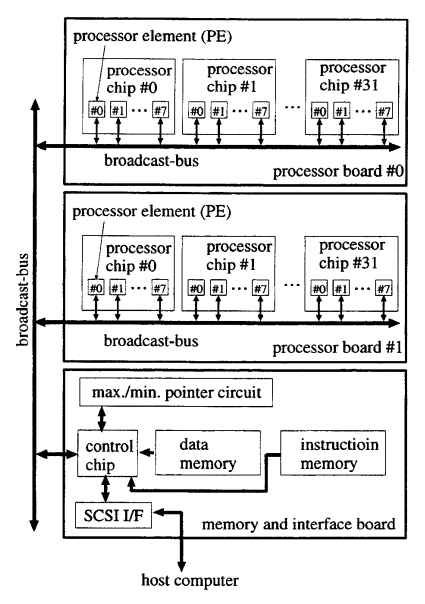 processor element (PE)
processor chip #0
processor chip #1
processor chip #31
#0 #1 ··· #7 #0 #1 ··· #7 ··· #0 #1 ··· #7
broadcast-bus
processor board #0
processor element (PE)
processor chip #0
processor chip #1
processor chip #31
#0 #1 ··· #7 #0 #1 ··· #7 ··· #0 #1 ··· #7
broadcast-bus
processor board #1
broadcast-bus
max./min. pointer circuit
control chip
data memory
instructioin memory
SCSI I/F
memory and interface board
host computer